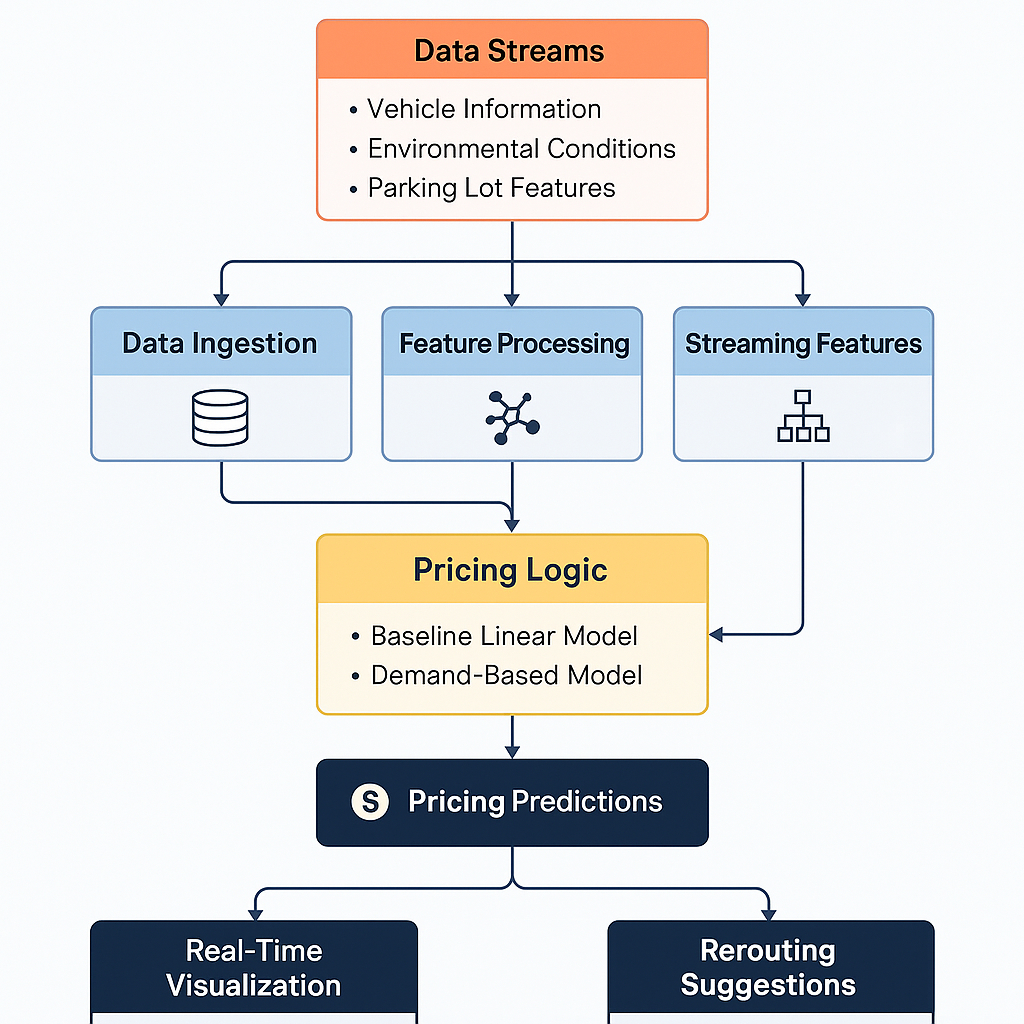 Data Streams
• Vehicle Information
• Environmental Conditions
• Parking Lot Features
Data Ingestion
Feature Processing
Streaming Features
Pricing Logic
• Baseline Linear Model
• Demand-Based Model
S Pricing Predictions
Real-Time
Visualization
Rerouting
Suggestions